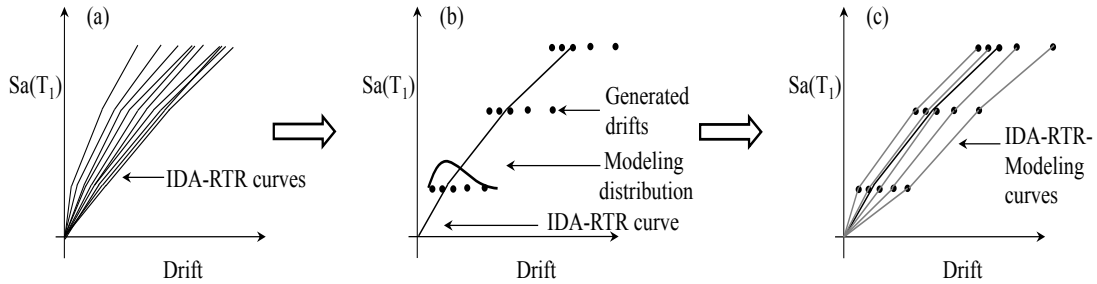 (a)
Sa(T1)
IDA-RTR curves
Drift
(b)
Sa(T1)
Generated
drifts
Modeling
distribution
IDA-RTR curve
Drift
(c)
Sa(T1)
IDA-RTR-
Modeling
curves
Drift